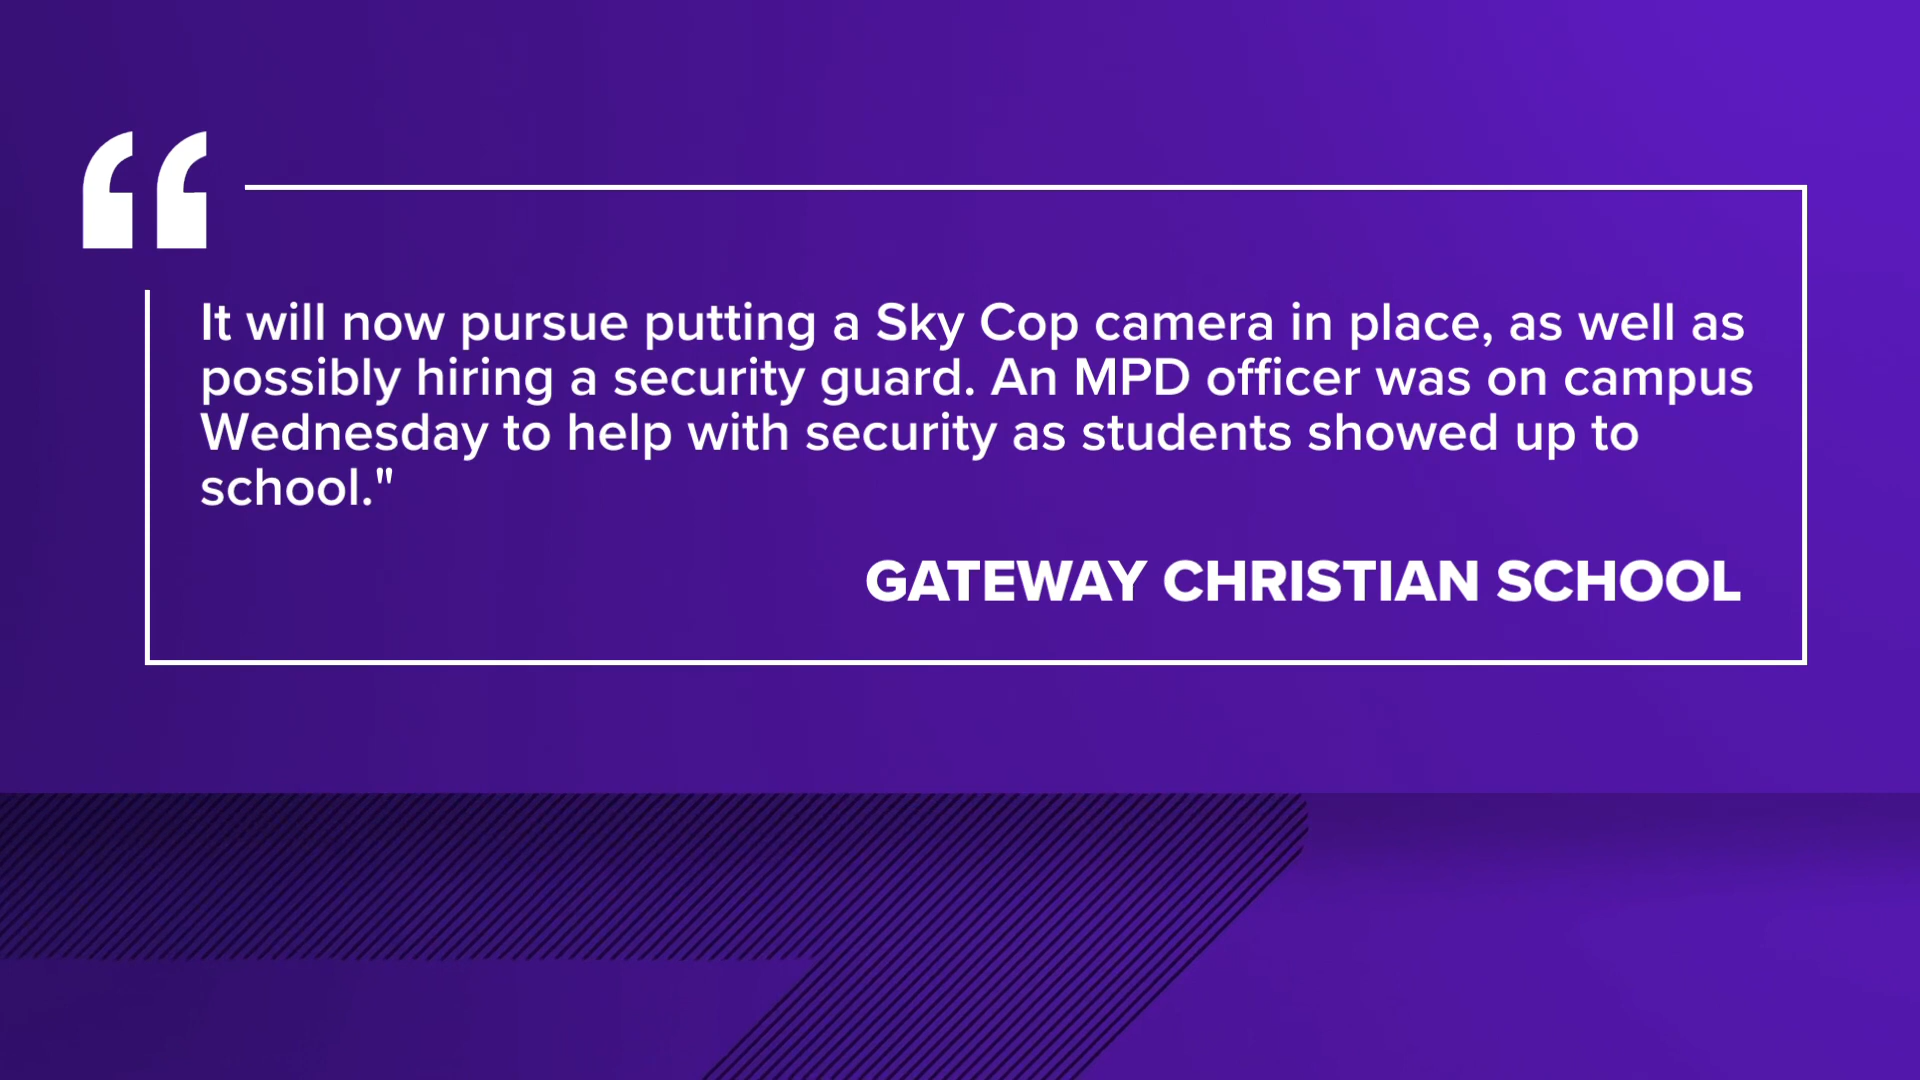 “
It will now pursue putting a Sky Cop camera in place, as well as
possibly hiring a security guard. An MPD officer was on campus
Wednesday to help with security as students showed up to
school."
GATEWAY CHRISTIAN SCHOOL